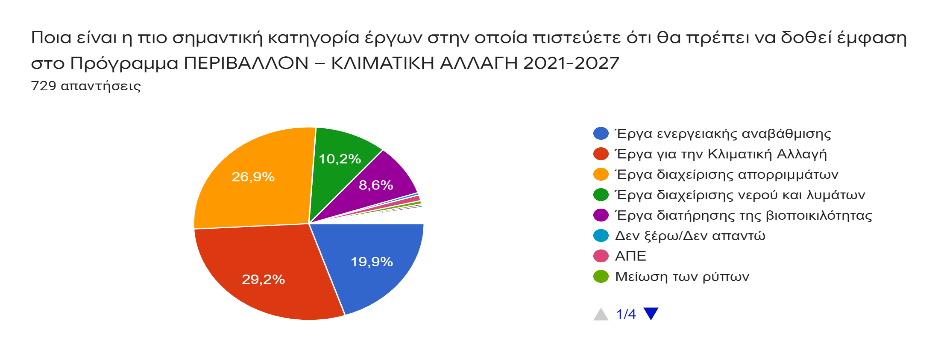 Ποια είναι η πιο σημαντική κατηγορία έργων στην οποία πιστεύετε ότι θα πρέπει να δοθεί έμφαση
στο Πρόγραμμα ΠΕΡΙΒΑΛΛΟΝ – ΚΛΙΜΑΤΙΚΗ ΑΛΛΑΓΗ 2021-2027
729 απαντήσεις
10,2%
26,9%
8,6%
19,9%
29,2%
Έργα ενεργειακής αναβάθμισης
Έργα για την Κλιματική Αλλαγή
Έργα διαχείρισης απορριμμάτων
Έργα διαχείρισης νερού και λυμάτων
Έργα διατήρησης της βιοποικιλότητας
Δεν ξέρω/Δεν απαντώ
ΑΠΕ
Μείωση των ρύπων
1/4